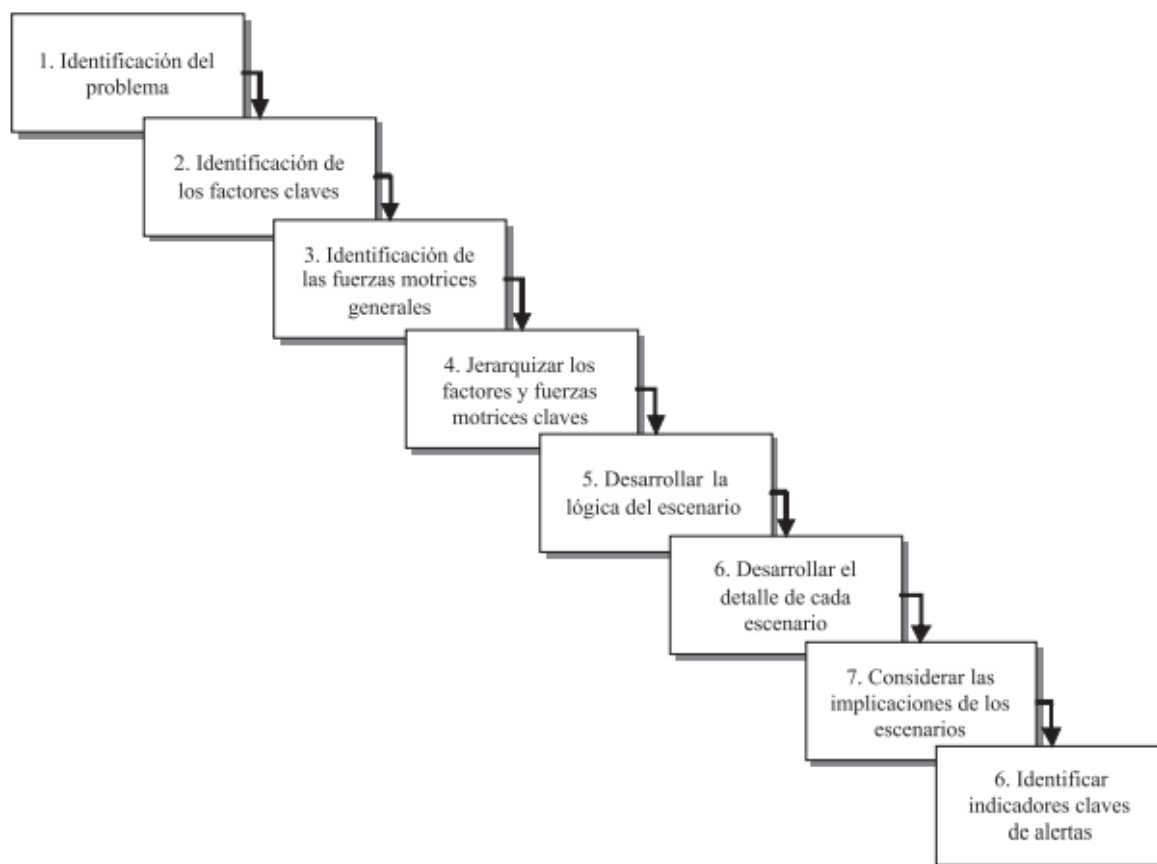 1. Identificación del
problema
2. Identificación de
los factores claves
3. Identificación de
las fuerzas motrices
generales
4. Jerarquizar los
factores y fuerzas
motrices claves
5. Desarrollar la
lógica del escenario
6. Desarrollar el
detalle de cada
escenario
7. Considerar las
implicaciones de los
escenarios
6. Identificar
indicadores claves
de alertas